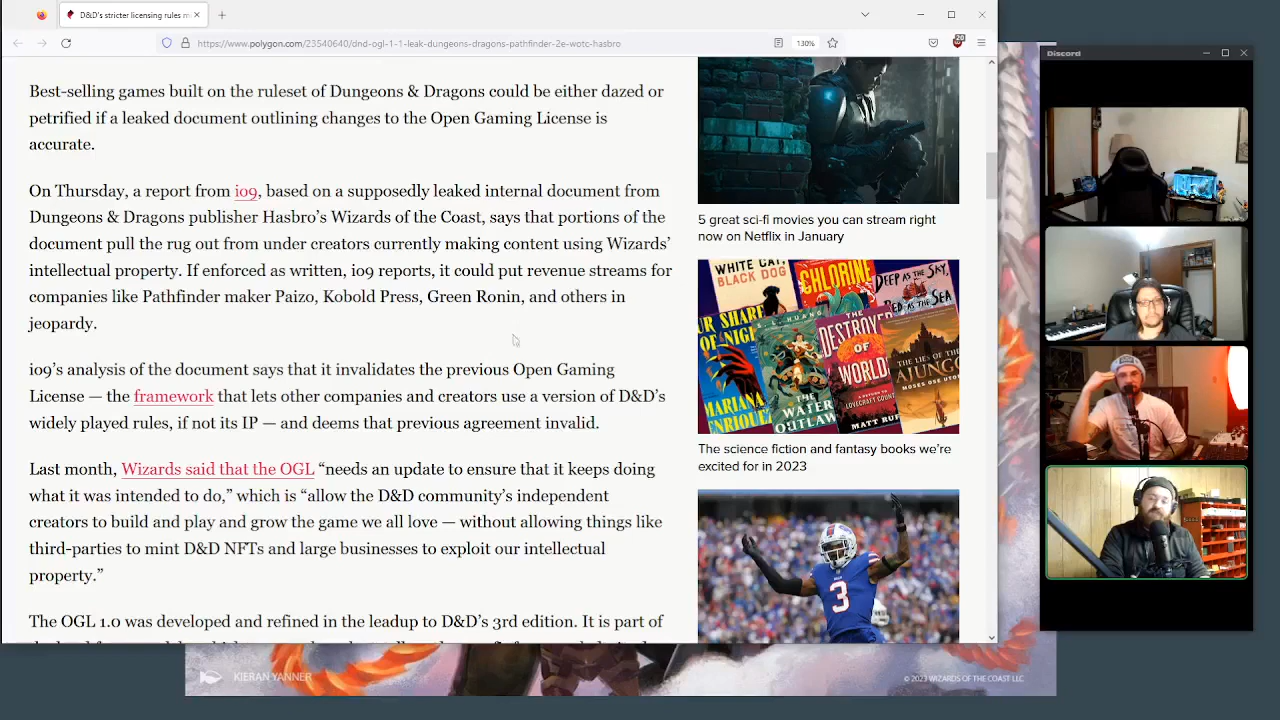 D&D's stricter licensing rules m
https://www.polygon.com/23540640/dnd-ogl-1-1-leak-dungeons-dragons-pathfinder-2e-wotc-hasbro
130%
20
Discord
Best-selling games built on the ruleset of Dungeons & Dragons could be either dazed or
petrified if a leaked document outlining changes to the Open Gaming License is
accurate.
On Thursday, a report from io9, based on a supposedly leaked internal document from
Dungeons & Dragons publisher Hasbro's Wizards of the Coast, says that portions of the
document pull the rug out from under creators currently making content using Wizards'
intellectual property. If enforced as written, io9 reports, it could put revenue streams for
companies like Pathfinder maker Paizo, Kobold Press, Green Ronin, and others in
jeopardy.
io9's analysis of the document says that it invalidates the previous Open Gaming
License — the framework that lets other companies and creators use a version of D&D's
widely played rules, if not its IP — and deems that previous agreement invalid.
Last month, Wizards said that the OGL “needs an update to ensure that it keeps doing
what it was intended to do,” which is “allow the D&D community's independent
creators to build and play and grow the game we all love — without allowing things like
third-parties to mint D&D NFTs and large businesses to exploit our intellectual
property.”
The OGL 1.0 was developed and refined in the leadup to D&D's 3rd edition. It is part of
5 great sci-fi movies you can stream right
now on Netflix in January
WHITE CAT,
BLACK DOG
CHLORINE
DEEP AS THE SKY,
RED AS THE SEA
UR SHARE
OF NIGH
MARIANA
ENRIQUE
S. L. HUANG
THE
WATER
OUTLAW
THE
DESTROYE
OF
WORLD
A RETURN TO
LOVECRAFT COUNT
MATT RUF
THE LIES OF THE
AJUNGO
MOSES OSE UTO
The science fiction and fantasy books we're
excited for in 2023
3
KIERAN YANNER
© 2023 WIZARDS OF THE COAST LLC